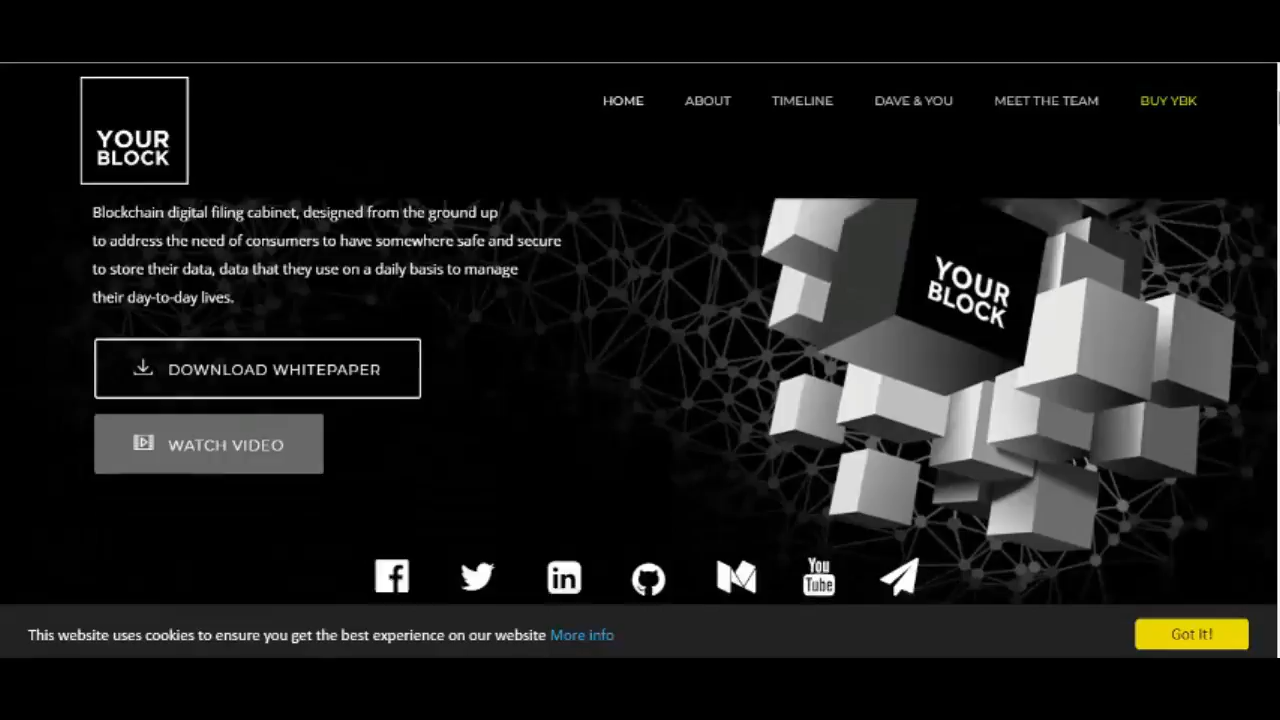 YOUR
BLOCK
HOME
ABOUT
TIMELINE
DAVE & YOU
MEET THE TEAM
BUY YBK
Blockchain digital filing cabinet, designed from the ground up
to address the need of consumers to have somewhere safe and secure
to store their data, data that they use on a daily basis to manage
their day-to-day lives.
DOWNLOAD WHITEPAPER
WATCH VIDEO
YOUR
BLOCK
You
Tube
This website uses cookies to ensure you get the best experience on our website More info
Got It!